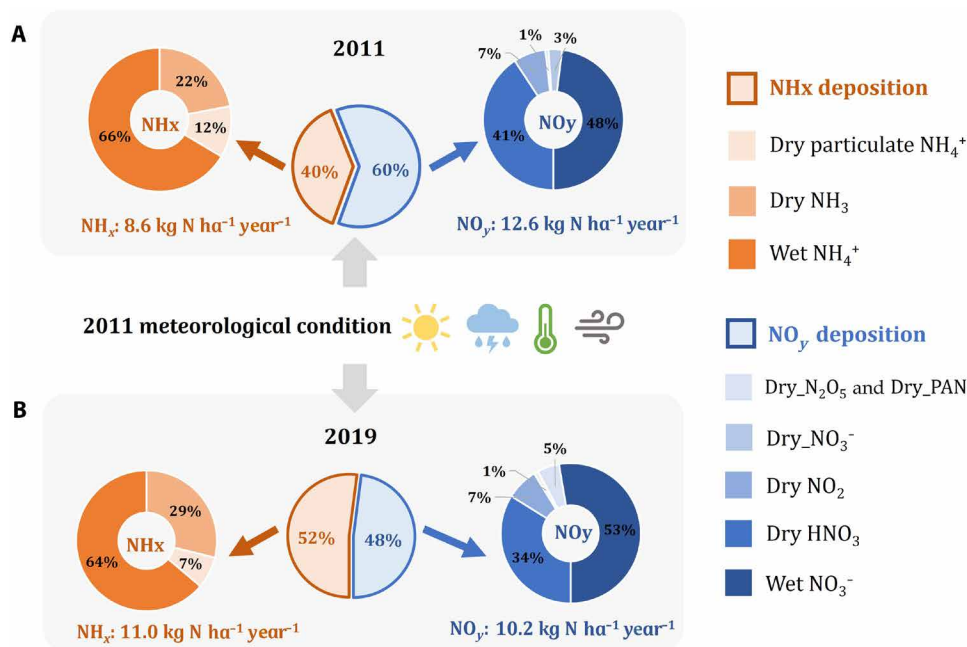 A
2011
22%
12%
66%
NHx
40%
60%
1%
3%
7%
41%
48%
NOy
NHₓ: 8.6 kg N ha⁻¹ year⁻¹
NOy: 12.6 kg N ha⁻¹ year⁻¹
2011 meteorological condition
B
2019
29%
7%
64%
NHx
52%
48%
5%
1%
7%
34%
53%
NOy
NHₓ: 11.0 kg N ha⁻¹ year⁻¹
NOy: 10.2 kg N ha⁻¹ year⁻¹
NHx deposition
Dry particulate NH₄⁺
Dry NH₃
Wet NH₄⁺
NOy deposition
Dry_N₂O₅ and Dry_PAN
Dry_NO₃⁻
Dry NO₂
Dry HNO₃
Wet NO₃⁻